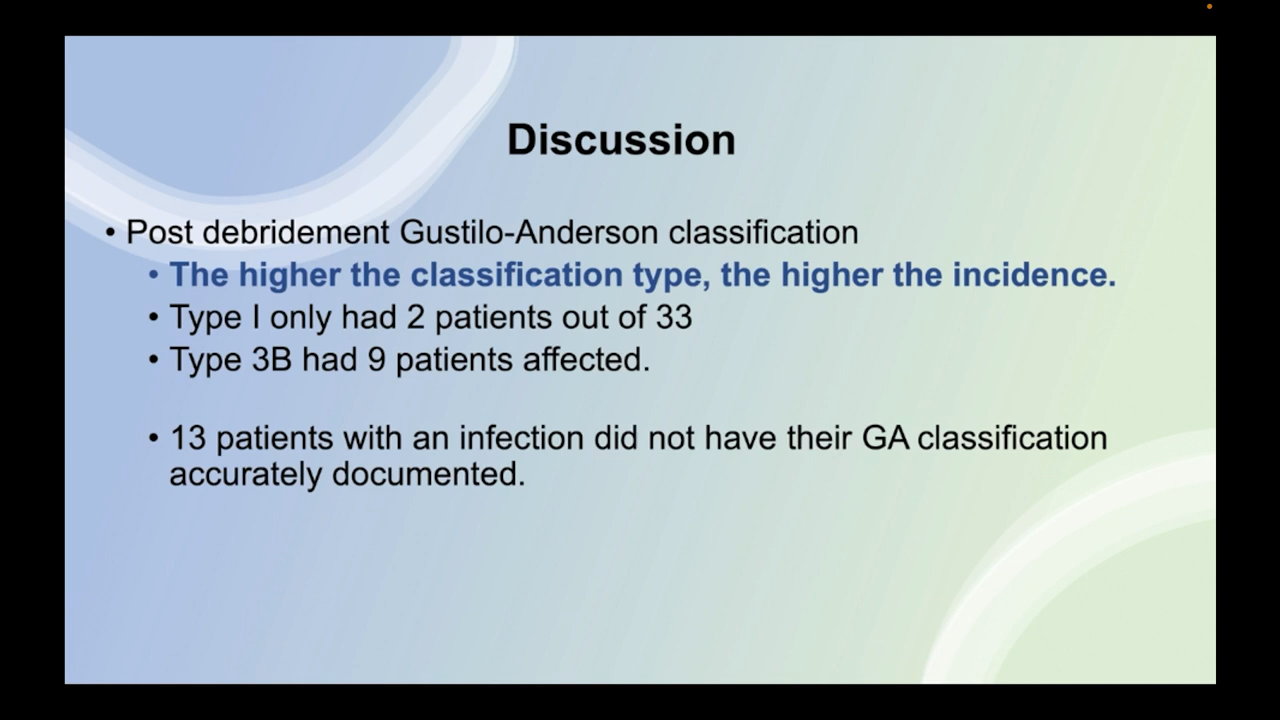 Discussion
• Post debridement Gustilo-Anderson classification
• The higher the classification type, the higher the incidence.
• Type I only had 2 patients out of 33
• Type 3B had 9 patients affected.
• 13 patients with an infection did not have their GA classification
accurately documented.